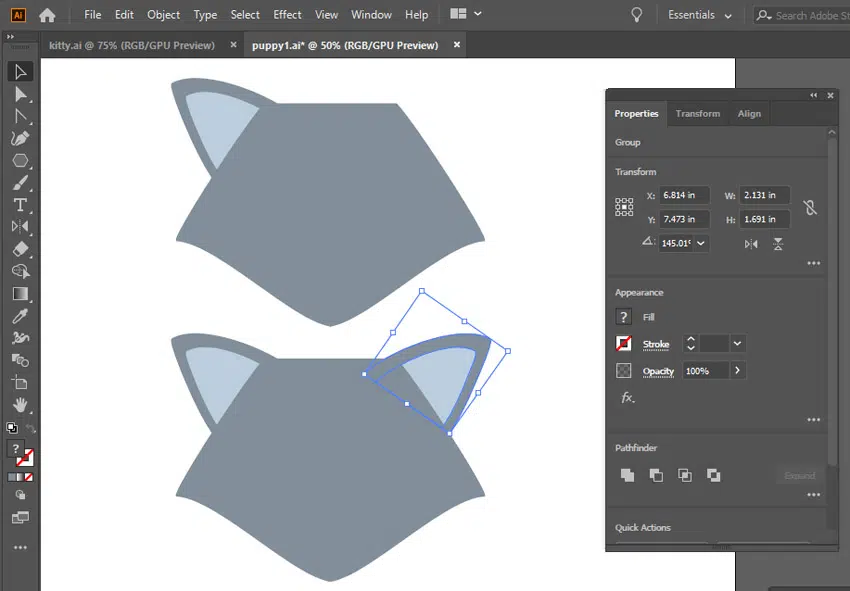 Ai File Edit Object Type Select Effect View Window Help Essentials Search Adobe St
kitty.ai @ 75% (RGB/GPU Preview) × puppy1.ai* @ 50% (RGB/GPU Preview) ×
Properties Transform Align
Group
Transform
X: 6.814 in W: 2.131 in
Y: 7.473 in H: 1.691 in
145.01°
Appearance
? Fill
Stroke
Opacity 100%
fx.
Pathfinder
Expand
Quick Actions